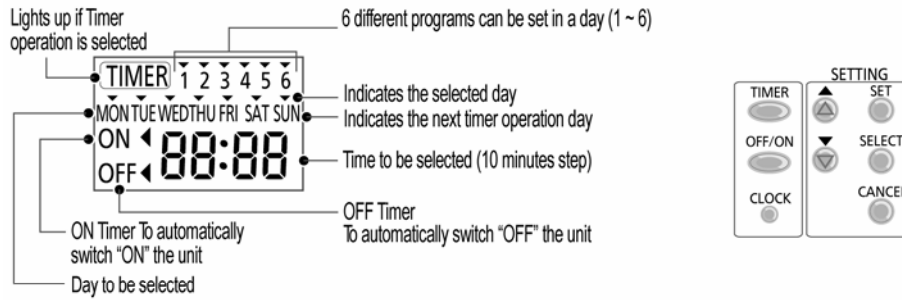 Lights up if Timer
operation is selected
6 different programs can be set in a day (1 ~ 6)
TIMER 1 2 3 4 5 6
MON TUE WED THU FRI SAT SUN
ON
OFF
88:88
Indicates the selected day
Indicates the next timer operation day
Time to be selected (10 minutes step)
OFF Timer
To automatically switch “OFF” the unit
ON Timer To automatically
switch “ON” the unit
Day to be selected
SETTING
TIMER
SET
OFF/ON
SELECT
CLOCK
CANCEL